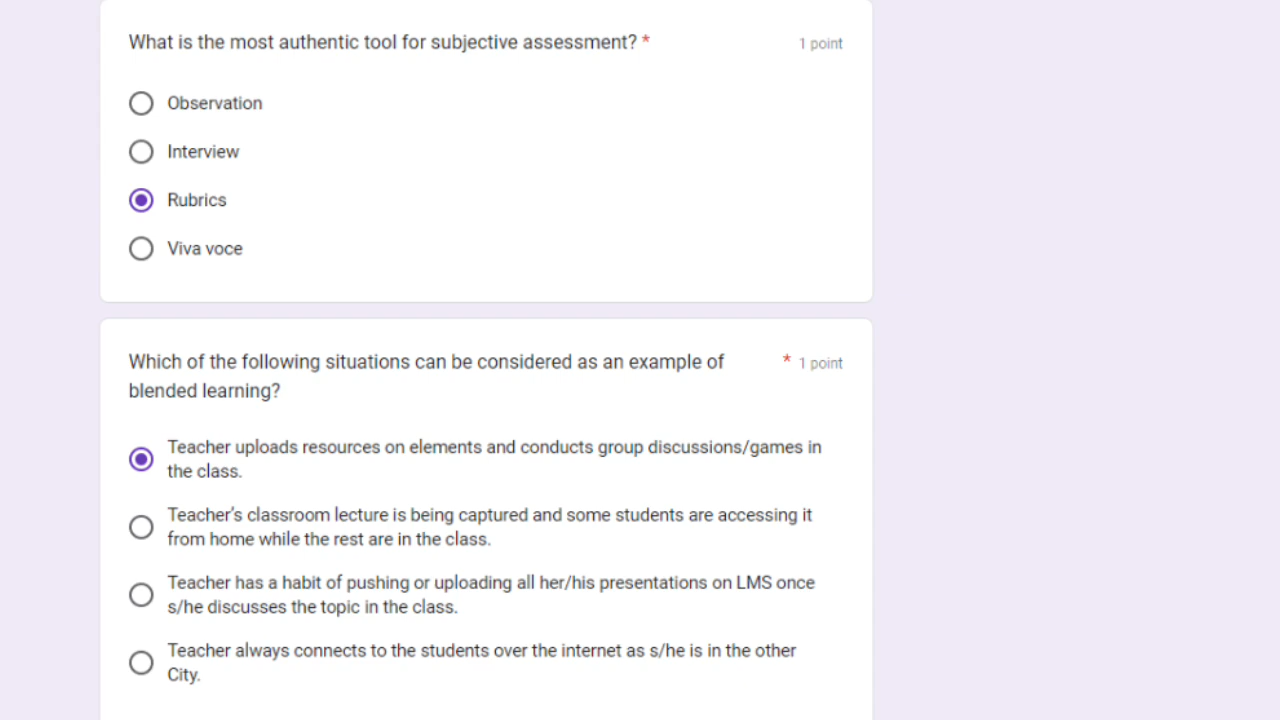 What is the most authentic tool for subjective assessment? *
1 point
Observation
Interview
Rubrics
Viva voce
Which of the following situations can be considered as an example of
blended learning?
* 1 point
Teacher uploads resources on elements and conducts group discussions/games in
the class.
Teacher's classroom lecture is being captured and some students are accessing it
from home while the rest are in the class.
Teacher has a habit of pushing or uploading all her/his presentations on LMS once
s/he discusses the topic in the class.
Teacher always connects to the students over the internet as s/he is in the other
City.